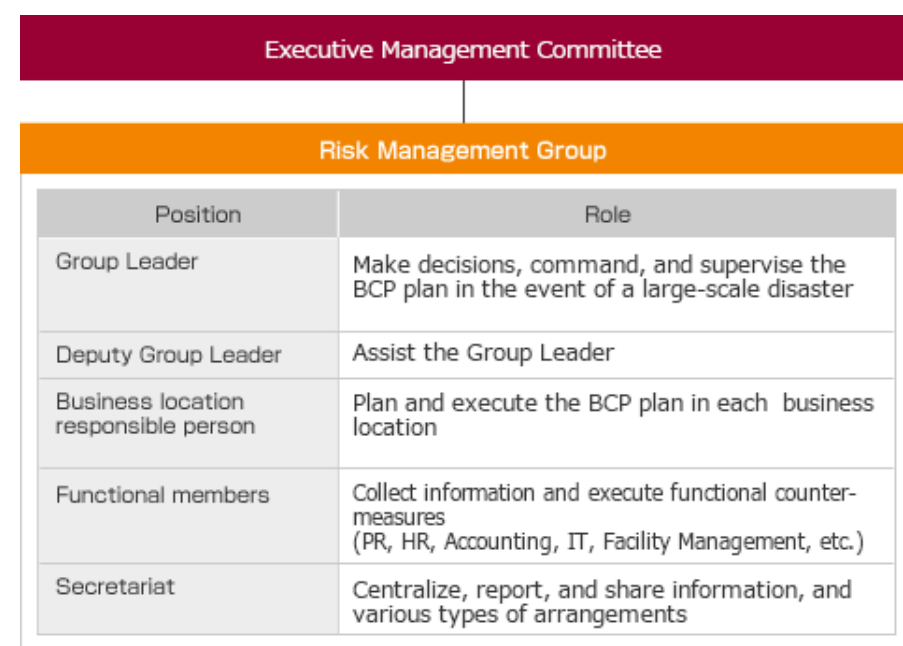 Executive Management Committee
Risk Management Group
Position
Role
Group Leader
Make decisions, command, and supervise the
BCP plan in the event of a large-scale disaster
Deputy Group Leader
Assist the Group Leader
Business location
responsible person
Plan and execute the BCP plan in each business
location
Functional members
Collect information and execute functional counter-
measures
(PR, HR, Accounting, IT, Facility Management, etc.)
Secretariat
Centralize, report, and share information, and
various types of arrangements